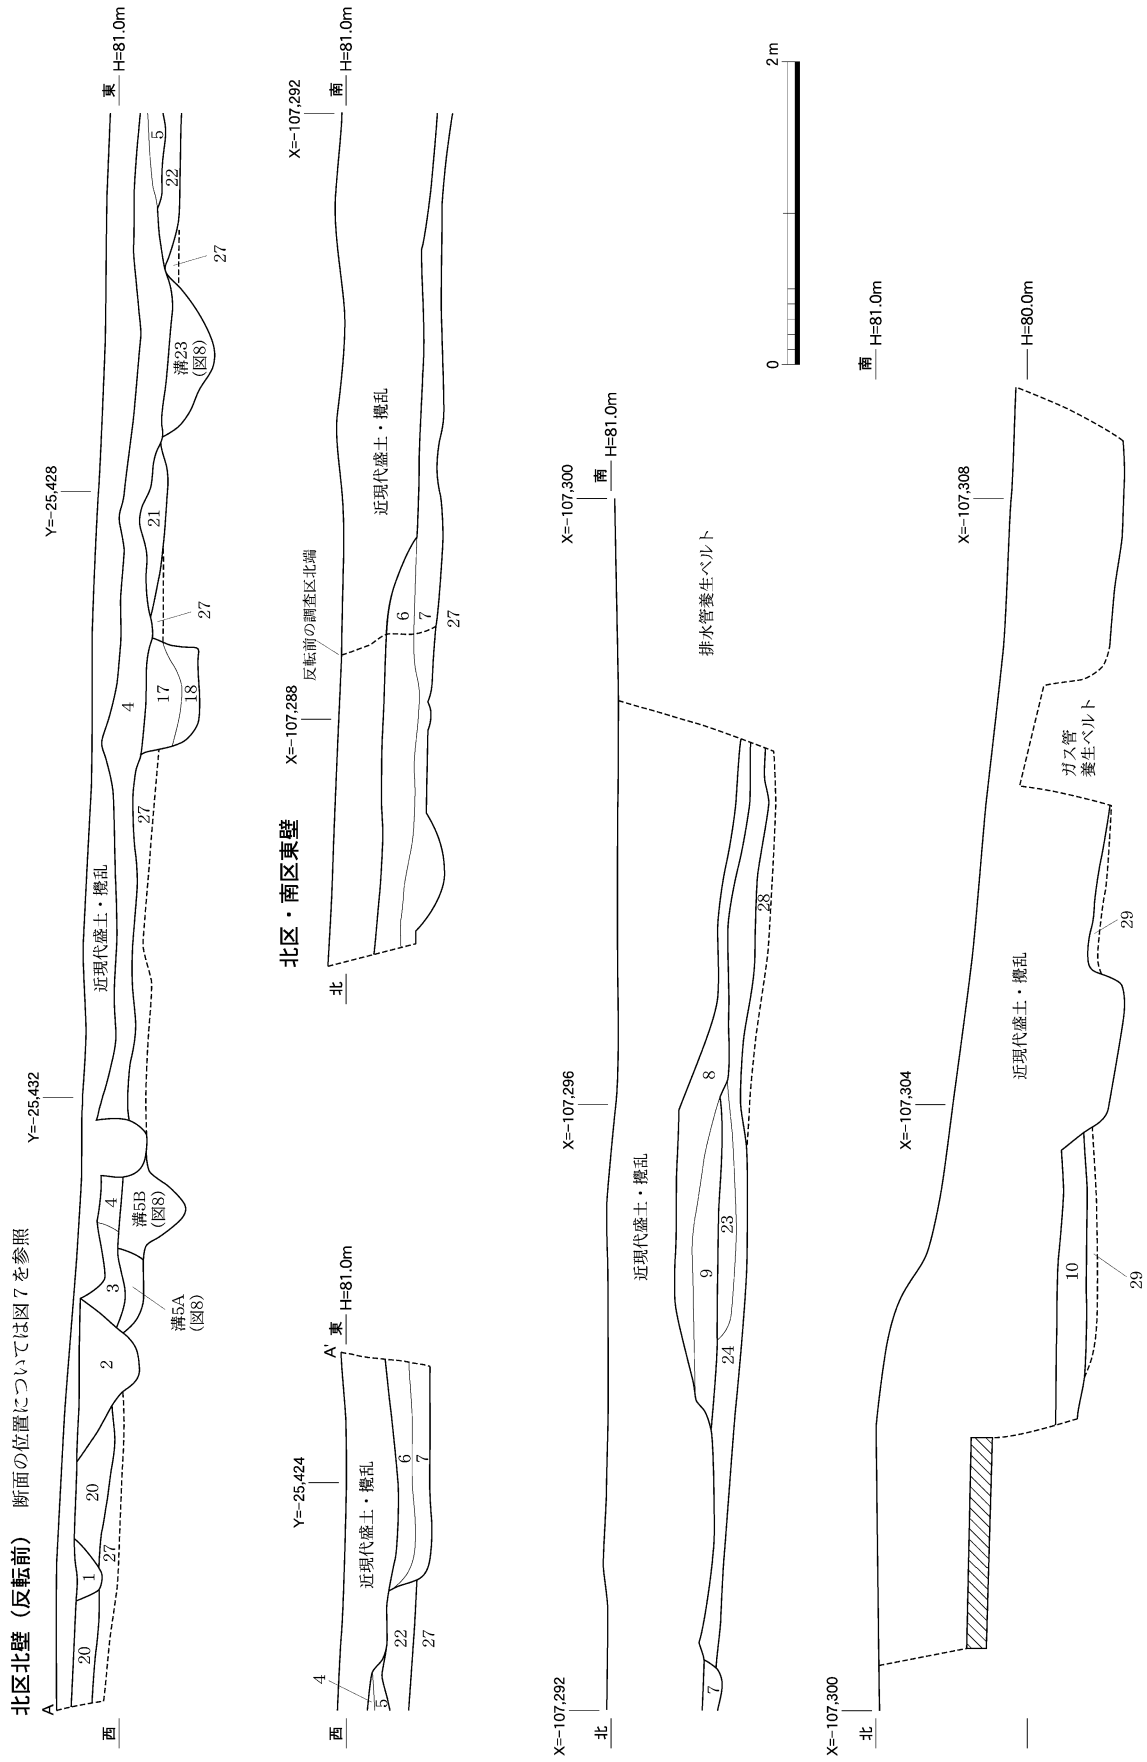 北区北壁（反転前）　断面の位置については図７を参照
A
西
Y=-25,432
Y=-25,428
東
H=81.0m
近現代盛土・攪乱
20
1
27
20
2
3
溝5A
（図8）
4
溝5B
（図8）
27
4
17
18
27
21
溝23
（図8）
27
22
5
西
4
5
22
27
近現代盛土・攪乱
Y=-25,424
6
7
A'
東
H=81.0m
北区・南区東壁
北
X=-107,288
反転前の調査区北端
近現代盛土・攪乱
6
7
27
X=-107,292
南
H=81.0m
X=-107,292
北
7
近現代盛土・攪乱
24
9
23
8
X=-107,296
28
排水管養生ベルト
X=-107,300
南
H=81.0m
0
2m
X=-107,300
北
10
29
X=-107,304
近現代盛土・攪乱
29
ガス管
養生ベルト
X=-107,308
南
H=81.0m
H=80.0m